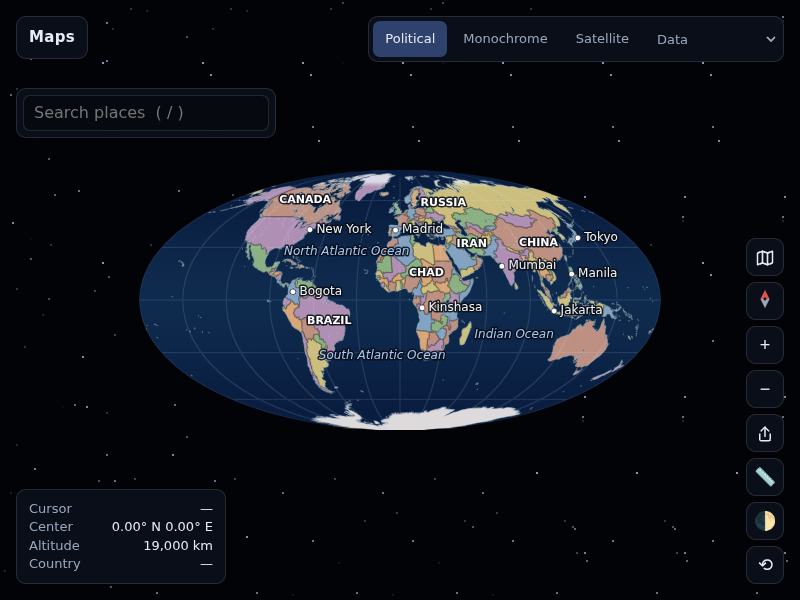 Maps
Political Monochrome Satellite Data
Search places ( / )
CANADA
RUSSIA
New York
Madrid
Tokyo
North Atlantic Ocean
IRAN
CHINA
Mumbai
CHAD
Manila
Bogota
Kinshasa
Jakarta
BRAZIL
Indian Ocean
South Atlantic Ocean
+
−
Cursor —
Center 0.00° N 0.00° E
Altitude 19,000 km
Country —